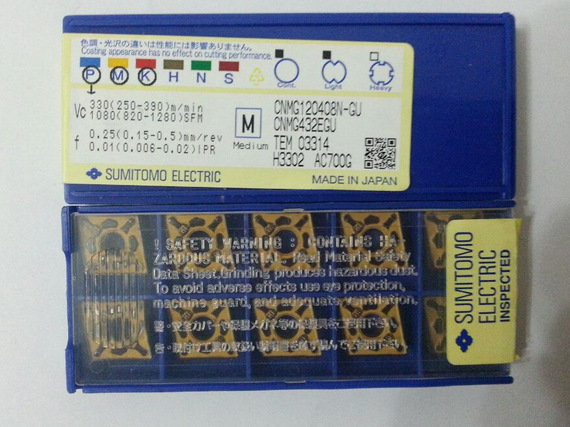 色調・光沢の違いは性能には影響ありません。
Coating appearance has no effect on cutting performance.
P M K H N S
Cont. Light Heavy
Vc 330(250-390)m/min
1080(820-1280)SFM
f 0.25(0.15-0.5)mm/rev
0.01(0.006-0.02)IPR
M
Medium
CNMG120408N-GU
CNMG432EGU
TEM 03314
H3302 AC700G
SUMITOMO ELECTRIC
MADE IN JAPAN
! SAFETY WARNING : CONTAINS HA-
ZARDOUS MATERIAL. Read Material Safety
Data Sheet.Grinding produces hazardous dust.
To avoid adverse effects use eye protection,
machine guard, and adequate ventilation.
SUMITOMO
ELECTRIC
INSPECTED